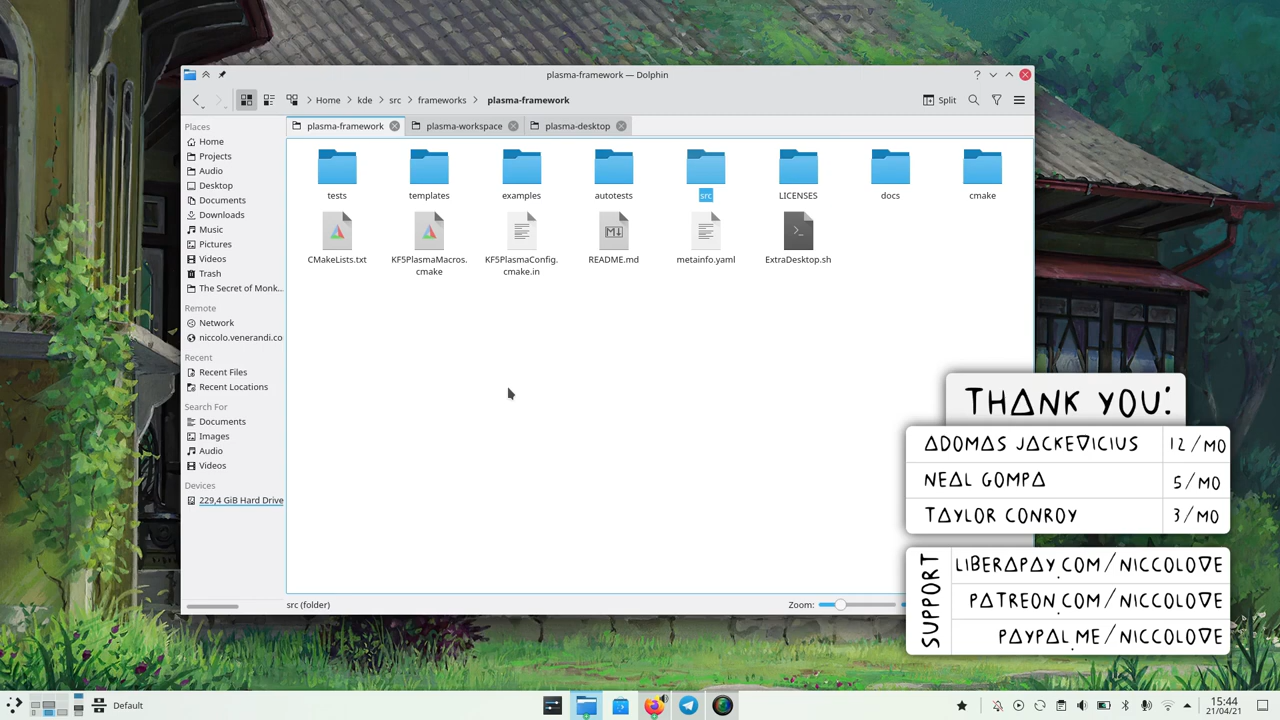 plasma-framework — Dolphin
Home
kde
src
frameworks
plasma-framework
Split
Places
Home
Projects
Audio
Desktop
Documents
Downloads
Music
Pictures
Videos
Trash
The Secret of Monk...
Remote
Network
niccolo.venerandi.co
Recent
Recent Files
Recent Locations
Search For
Documents
Images
Audio
Videos
Devices
229,4 GiB Hard Drive
plasma-framework
plasma-workspace
plasma-desktop
tests
templates
examples
autotests
src
LICENSES
docs
cmake
CMakeLists.txt
KF5PlasmaMacros.
cmake
KF5PlasmaConfig.
cmake.in
README.md
metainfo.yaml
ExtraDesktop.sh
src (folder)
Zoom:
THANK YOU:
ADOMAS JACKEVICIUS 12/MO
NEAL GOMPA 5/MO
TAYLOR CONROY 3/MO
SUPPORT
LIBERAPAY.COM/NICCOLOVE
PATREON.COM/NICCOLOVE
PAYPAL.ME/NICCOLOVE
Default
15:44
21/04/21